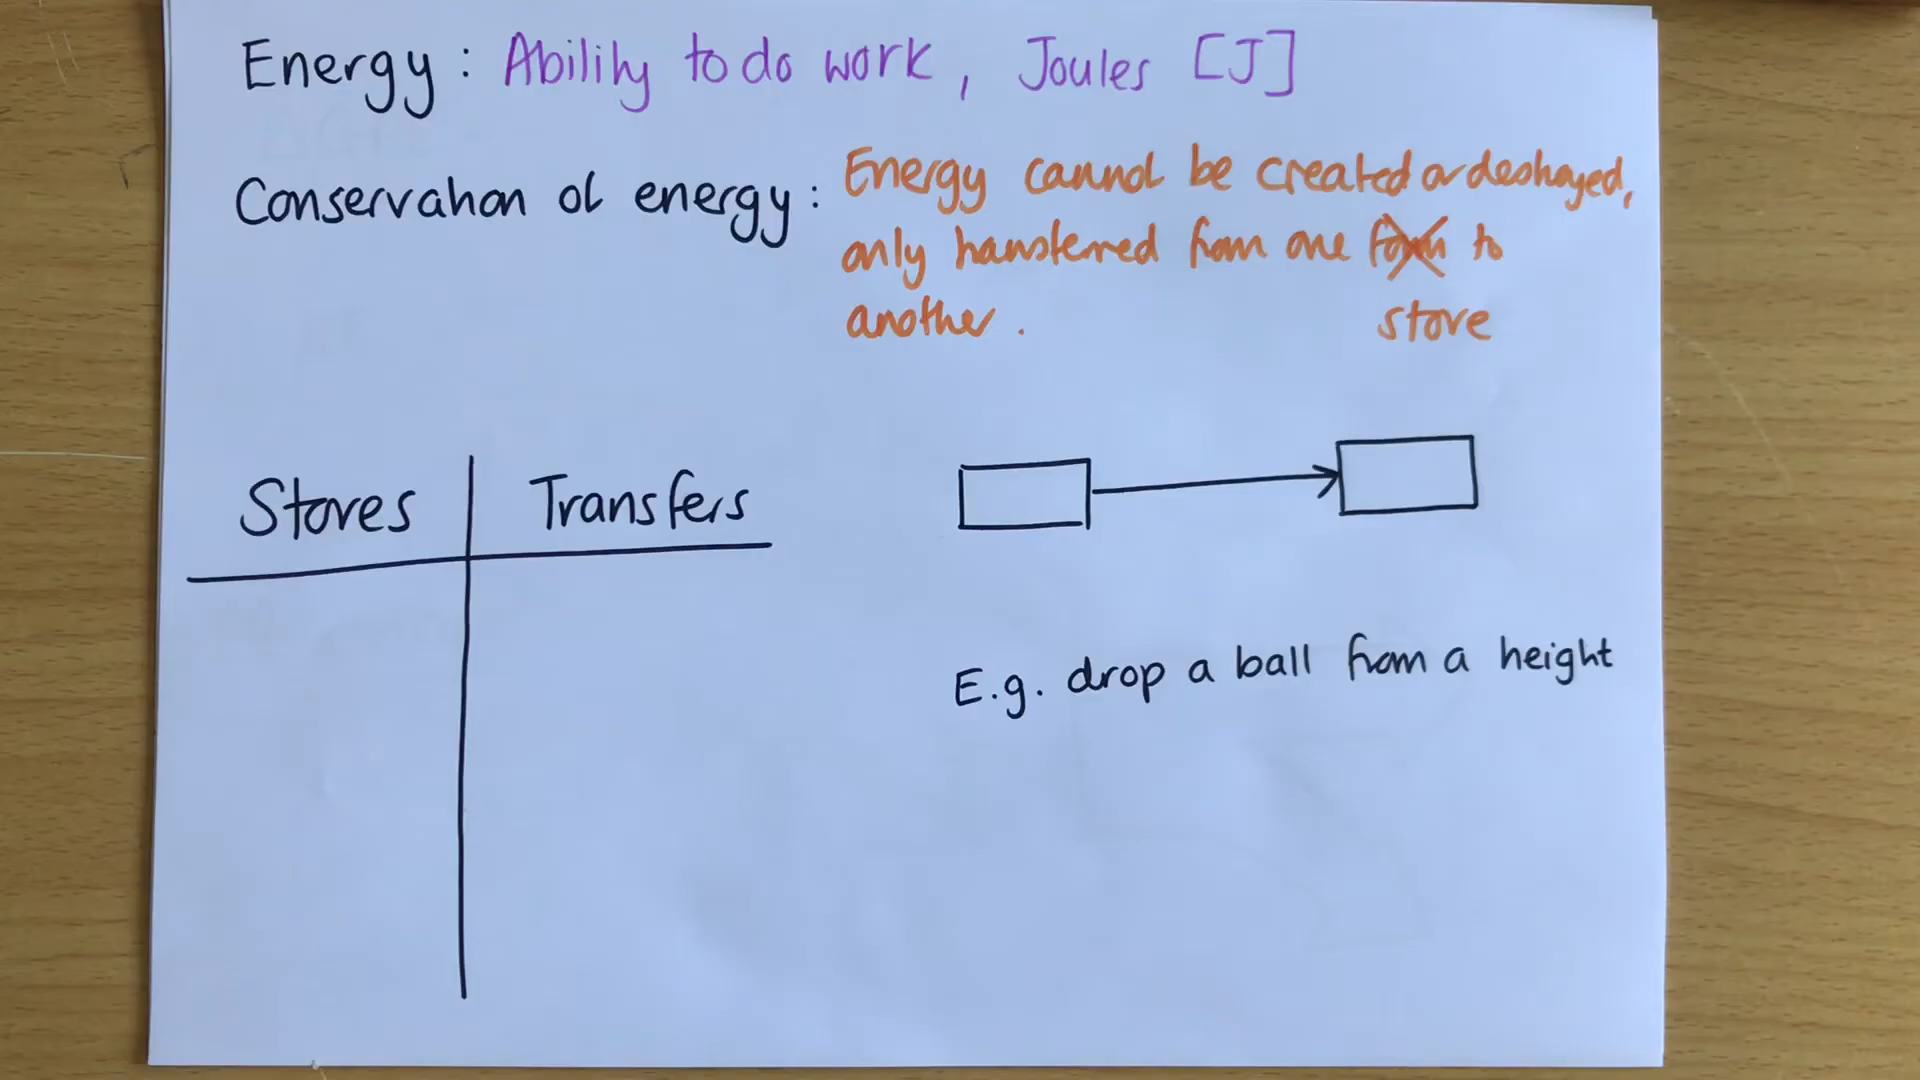 Energy: Ability to do work, Joules [J]
Conservation of energy: Energy cannot be created or destroyed,
only transferred from one form to
another. store
Stores Transfers
E.g. drop a ball from a height